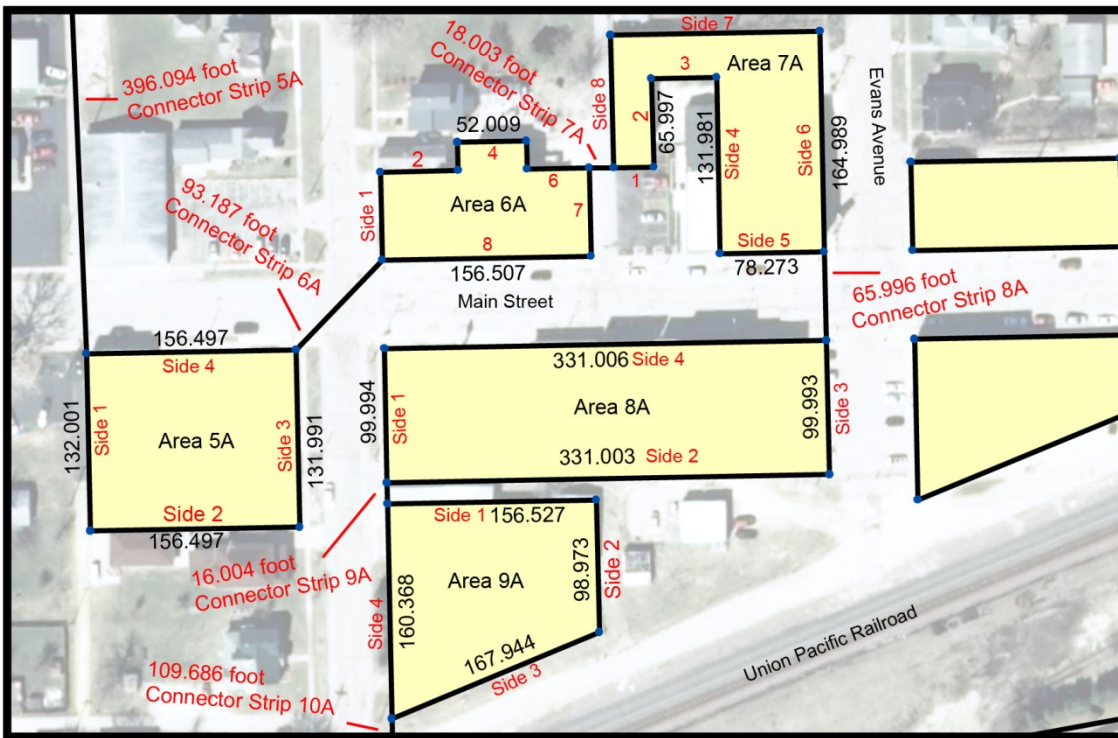 Side 7
18.003 foot
Connector Strip 7A
3
Area 7A
396.094 foot
Connector Strip 5A
Side 8
2
65.997
131.981
Side 4
Side 6
164.989
Evans Avenue
52.009
2
4
6
1
Side 1
Area 6A
7
93.187 foot
Connector Strip 6A
8
156.507
Side 5
78.273
Main Street
65.996 foot
Connector Strip 8A
156.497
Side 4
331.006 Side 4
132.001
Side 1
Area 5A
Side 3
131.991
99.994
Side 1
Area 8A
99.993
Side 3
331.003 Side 2
Side 2
156.497
Side 1 156.527
16.004 foot
Connector Strip 9A
Area 9A
98.973
Side 2
Side 4
160.368
167.944
Side 3
Union Pacific Railroad
109.686 foot
Connector Strip 10A